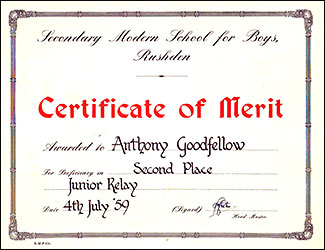 Secondary Modern School for Boys,
Rushden
Certificate of Merit
Awarded to Anthony Goodfellow
For Proficiency in Second Place
Junior Relay
Date 4th July '59 (Signed)
Head Master